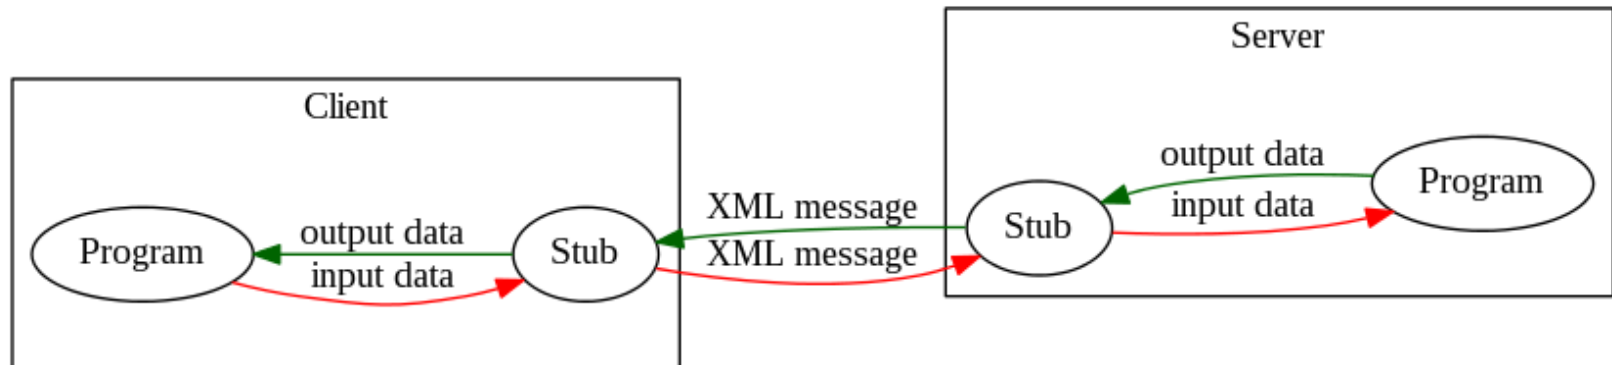 Server
Client
output data
Program
input data
Stub
XML message
XML message
output data
Program
Stub
input data